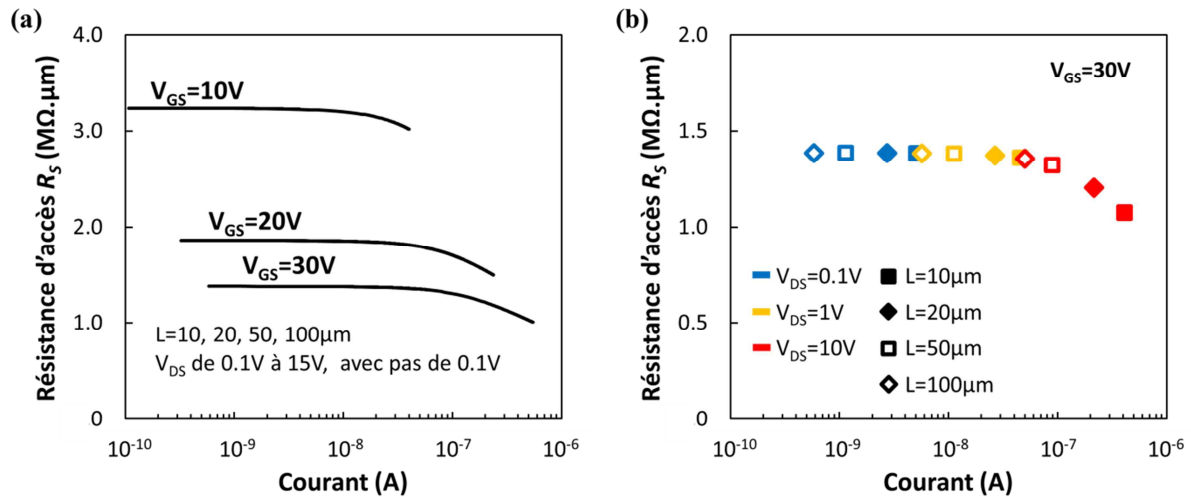 (a)
Résistance d'accès R_S (MΩ.µm)
4.0
3.0
2.0
1.0
0
V_GS=10V
V_GS=20V
V_GS=30V
L=10, 20, 50, 100µm
V_DS de 0.1V à 15V, avec pas de 0.1V
10^-10
10^-9
10^-8
10^-7
10^-6
Courant (A)
(b)
Résistance d'accès R_S (MΩ.µm)
2.0
1.5
1.0
0.5
0
V_GS=30V
V_DS=0.1V
V_DS=1V
V_DS=10V
L=10µm
L=20µm
L=50µm
L=100µm
10^-10
10^-9
10^-8
10^-7
10^-6
Courant (A)